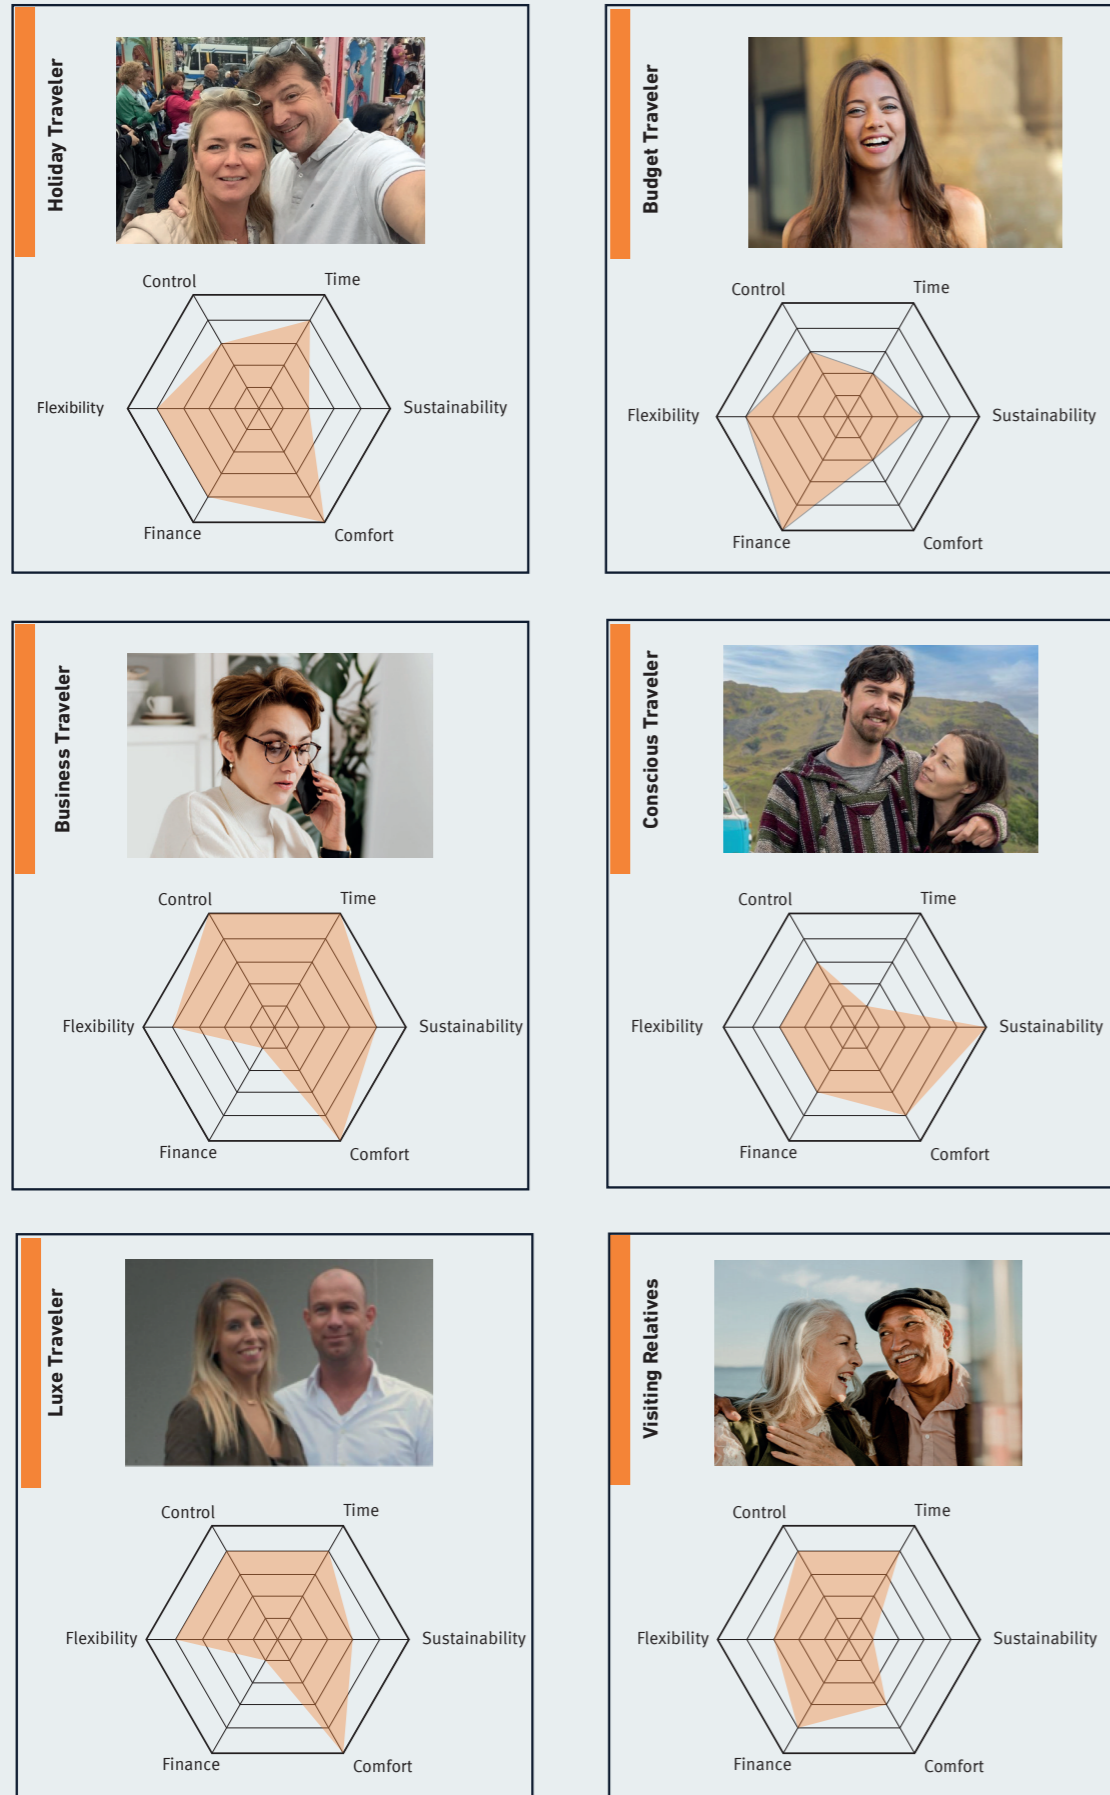 Holiday Traveler
Control
Time
Flexibility
Sustainability
Finance
Comfort
Budget Traveler
Control
Time
Flexibility
Sustainability
Finance
Comfort
Business Traveler
Control
Time
Flexibility
Sustainability
Finance
Comfort
Conscious Traveler
Control
Time
Flexibility
Sustainability
Finance
Comfort
Luxe Traveler
Control
Time
Flexibility
Sustainability
Finance
Comfort
Visiting Relatives
Control
Time
Flexibility
Sustainability
Finance
Comfort